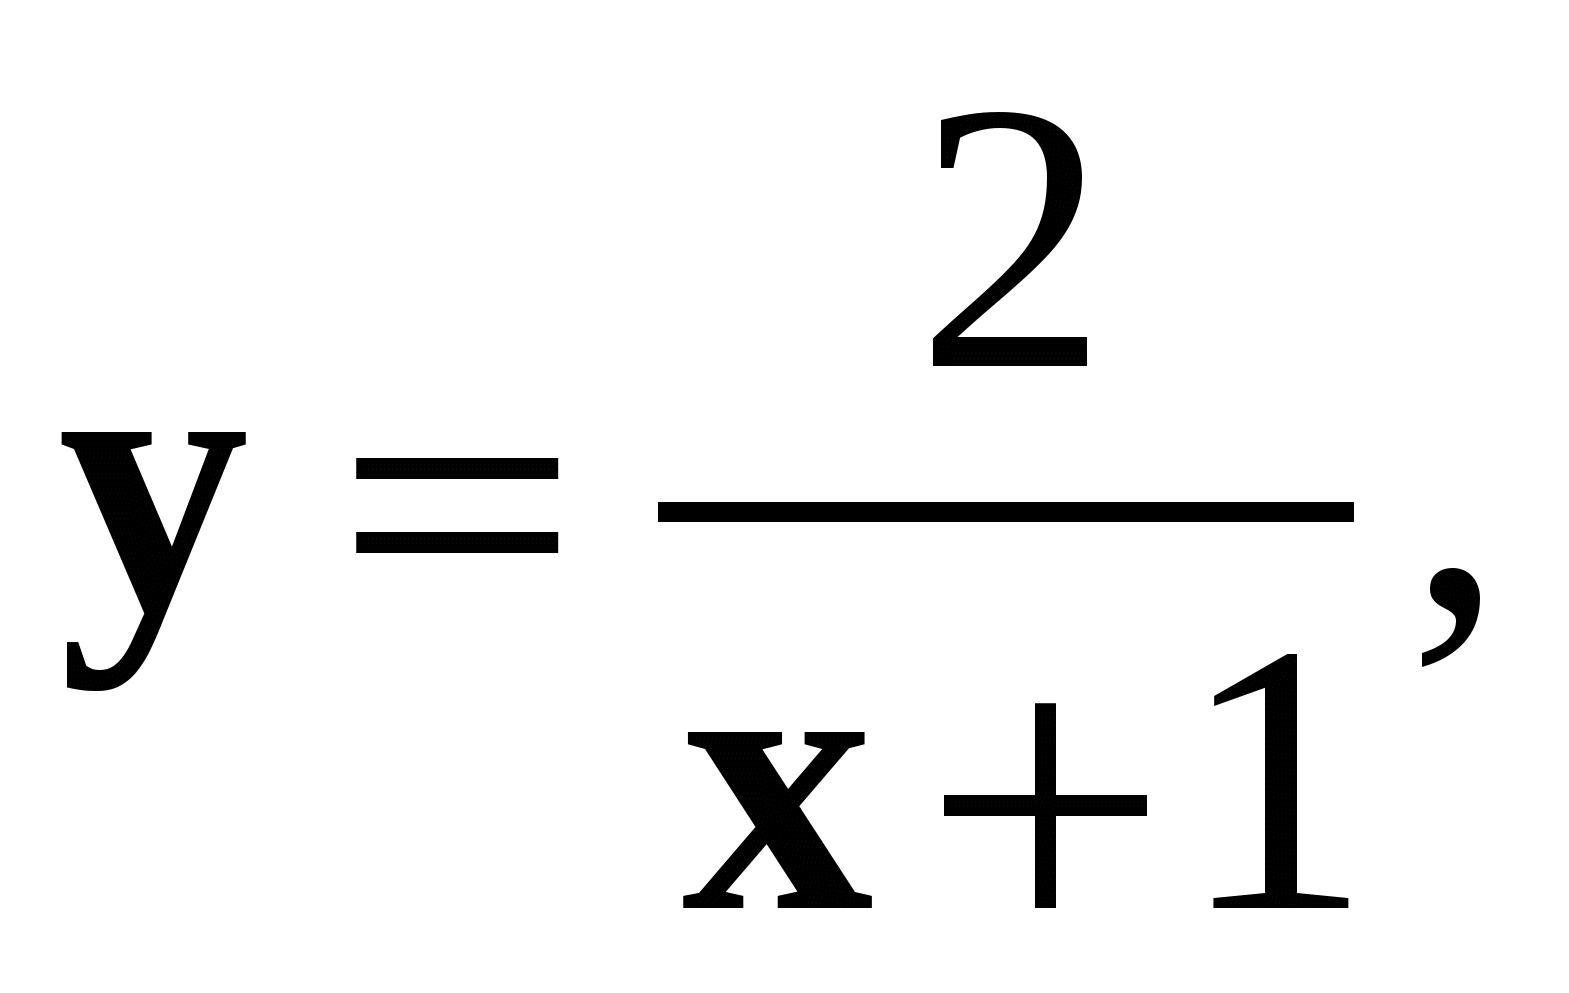 y = 2/(x+1),